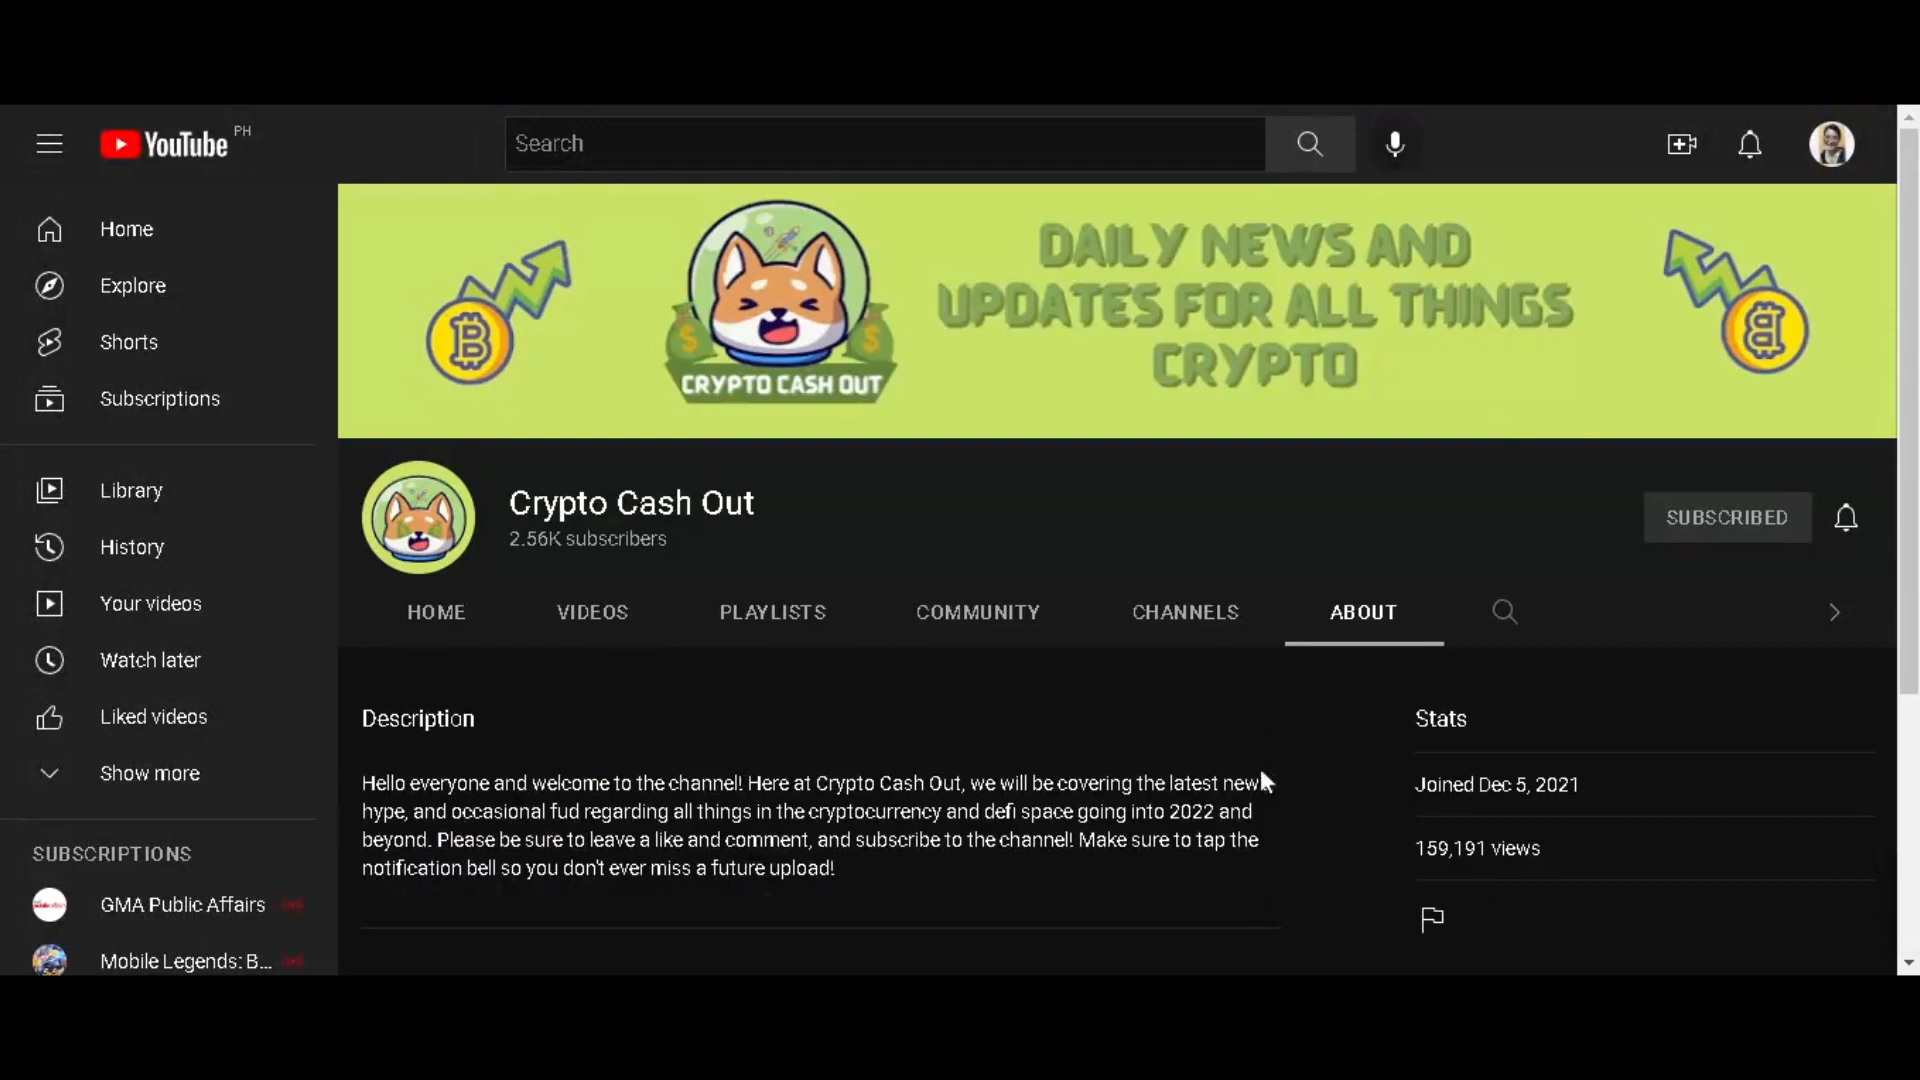 YouTube PH
Search
Home
Explore
Shorts
Subscriptions
Library
History
Your videos
Watch later
Liked videos
Show more
SUBSCRIPTIONS
GMA Public Affairs
Mobile Legends: B...
CRYPTO CASH OUT
DAILY NEWS AND
UPDATES FOR ALL THINGS
CRYPTO
Crypto Cash Out
2.56K subscribers
SUBSCRIBED
HOME VIDEOS PLAYLISTS COMMUNITY CHANNELS ABOUT
Description
Hello everyone and welcome to the channel! Here at Crypto Cash Out, we will be covering the latest
hype, and occasional fud regarding all things in the cryptocurrency and defi space going into 2022 and
beyond. Please be sure to leave a like and comment, and subscribe to the channel! Make sure to tap the
notification bell so you don't ever miss a future upload!
Stats
Joined Dec 5, 2021
159,191 views